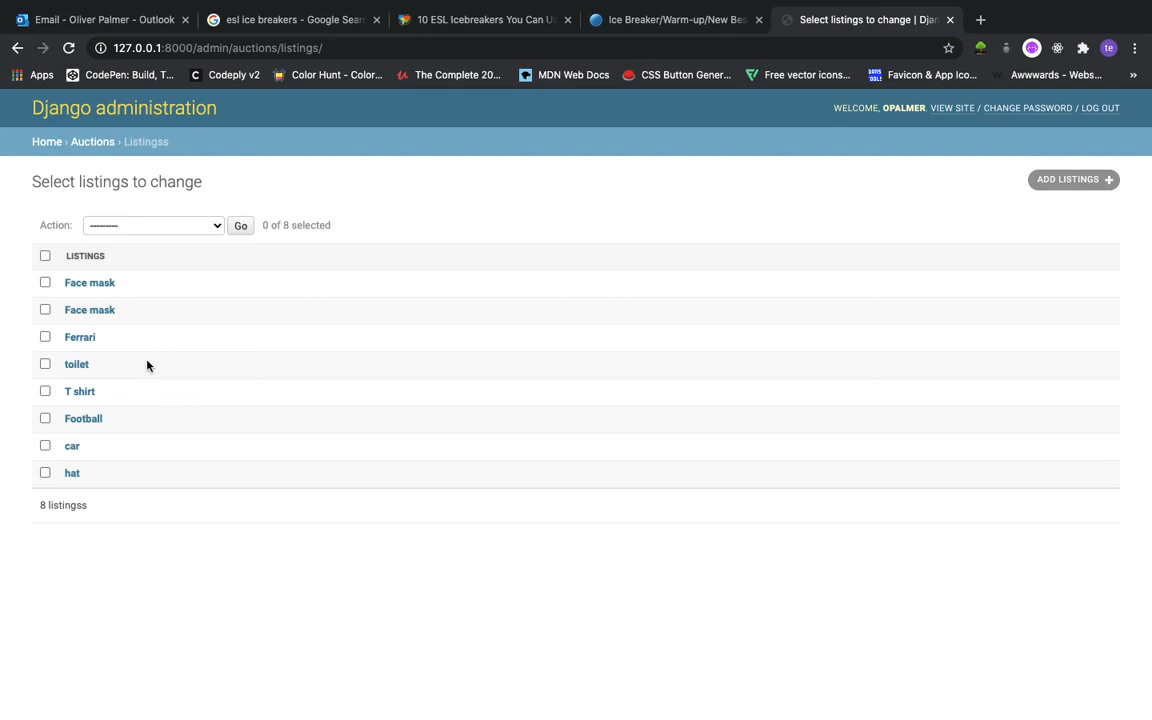 Email - Oliver Palmer - Outlook
esl ice breakers - Google Sear
10 ESL Icebreakers You Can U
Ice Breaker/Warm-up/New Bes
Select listings to change | Djan
127.0.0.1:8000/admin/auctions/listings/
te
Apps
CodePen: Build, T...
Codeply v2
Color Hunt - Color...
The Complete 20...
MDN Web Docs
CSS Button Gener...
Free vector icons...
Favicon & App Ico...
Awwwards - Webs...
»
Django administration
WELCOME, OPALMER. VIEW SITE / CHANGE PASSWORD / LOG OUT
Home › Auctions › Listingss
Select listings to change
ADD LISTINGS +
Action: --------- Go 0 of 8 selected
LISTINGS
Face mask
Face mask
Ferrari
toilet
T shirt
Football
car
hat
8 listingss